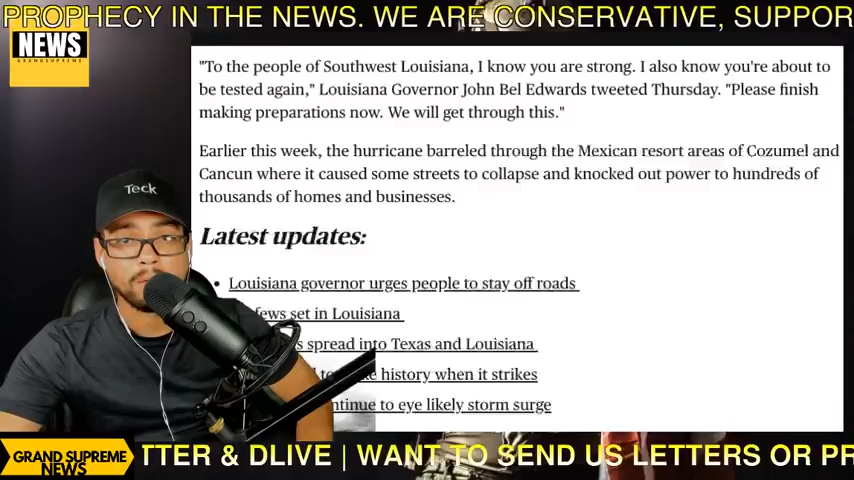 PROPHECY IN THE NEWS. WE ARE CONSERVATIVE, SUPPOR
NEWS
GRANDSUPREME
"To the people of Southwest Louisiana, I know you are strong. I also know you're about to
be tested again," Louisiana Governor John Bel Edwards tweeted Thursday. "Please finish
making preparations now. We will get through this."
Earlier this week, the hurricane barreled through the Mexican resort areas of Cozumel and
Cancun where it caused some streets to collapse and knocked out power to hundreds of
thousands of homes and businesses.
Teck
Latest updates:
Louisiana governor urges people to stay off roads
fews set in Louisiana
s spread into Texas and Louisiana
history when it strikes
ntinue to eye likely storm surge
GRAND SUPREME
NEWS
TTER & DLIVE | WANT TO SEND US LETTERS OR PR